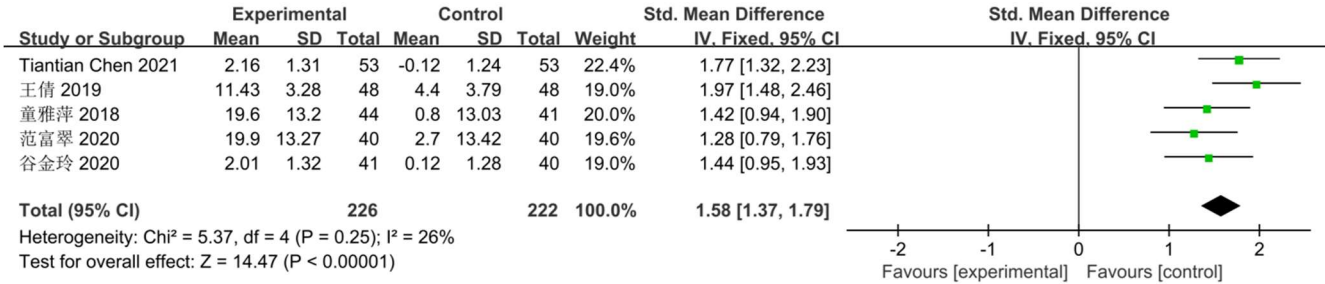 Experimental Control Std. Mean Difference Std. Mean Difference
Study or Subgroup Mean SD Total Mean SD Total Weight IV, Fixed, 95% CI IV, Fixed, 95% CI
Tiantian Chen 2021 2.16 1.31 53 -0.12 1.24 53 22.4% 1.77 [1.32, 2.23]
王倩 2019 11.43 3.28 48 4.4 3.79 48 19.0% 1.97 [1.48, 2.46]
童雅萍 2018 19.6 13.2 44 0.8 13.03 41 20.0% 1.42 [0.94, 1.90]
范富翠 2020 19.9 13.27 40 2.7 13.42 40 19.6% 1.28 [0.79, 1.76]
谷金玲 2020 2.01 1.32 41 0.12 1.28 40 19.0% 1.44 [0.95, 1.93]
Total (95% CI) 226 222 100.0% 1.58 [1.37, 1.79]
Heterogeneity: Chi² = 5.37, df = 4 (P = 0.25); I² = 26%
Test for overall effect: Z = 14.47 (P < 0.00001)
-2 -1 0 1 2
Favours [experimental] Favours [control]